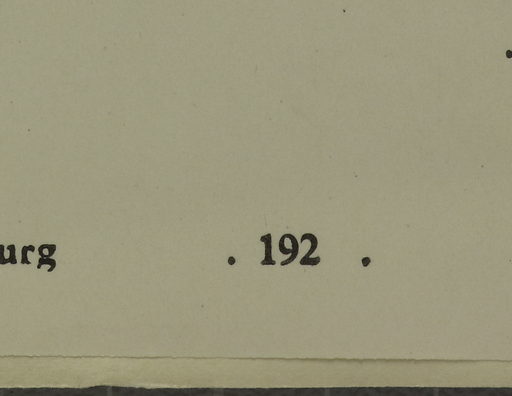 urg . 192 .